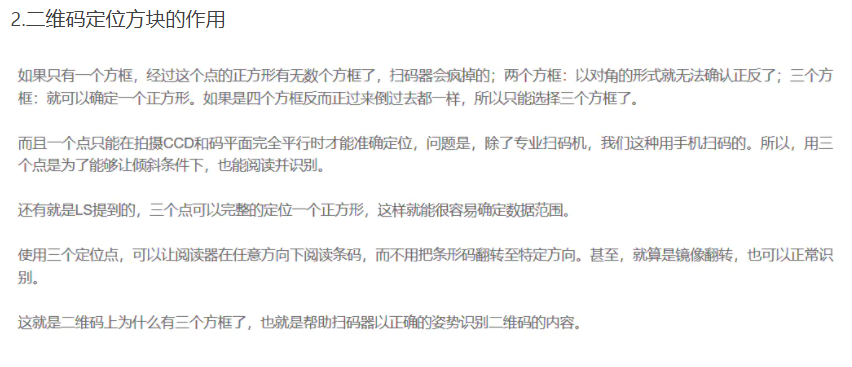 2.二维码定位方块的作用
如果只有一个方框，经过这个点的正方形有无数个方框了，扫码器会疯掉的；两个方框：以对角的形式就无法确认正反了；三个方
框：就可以确定一个正方形。如果是四个方框反而正过来倒过去都一样，所以只能选择三个方框了。
而且一个点只能在拍摄CCD和码平面完全平行时才能准确定位，问题是，除了专业扫码机，我们这种用手机扫码的。所以，用三
个点是为了能够让倾斜条件下，也能阅读并识别。
还有就是LS提到的，三个点可以完整的定位一个正方形，这样就能很容易确定数据范围。
使用三个定位点，可以让阅读器在任意方向下阅读条码，而不用把条形码翻转至特定方向。甚至，就算是镜像翻转，也可以正常识
别。
这就是二维码上为什么有三个方框了，也就是帮助扫码器以正确的姿势识别二维码的内容。